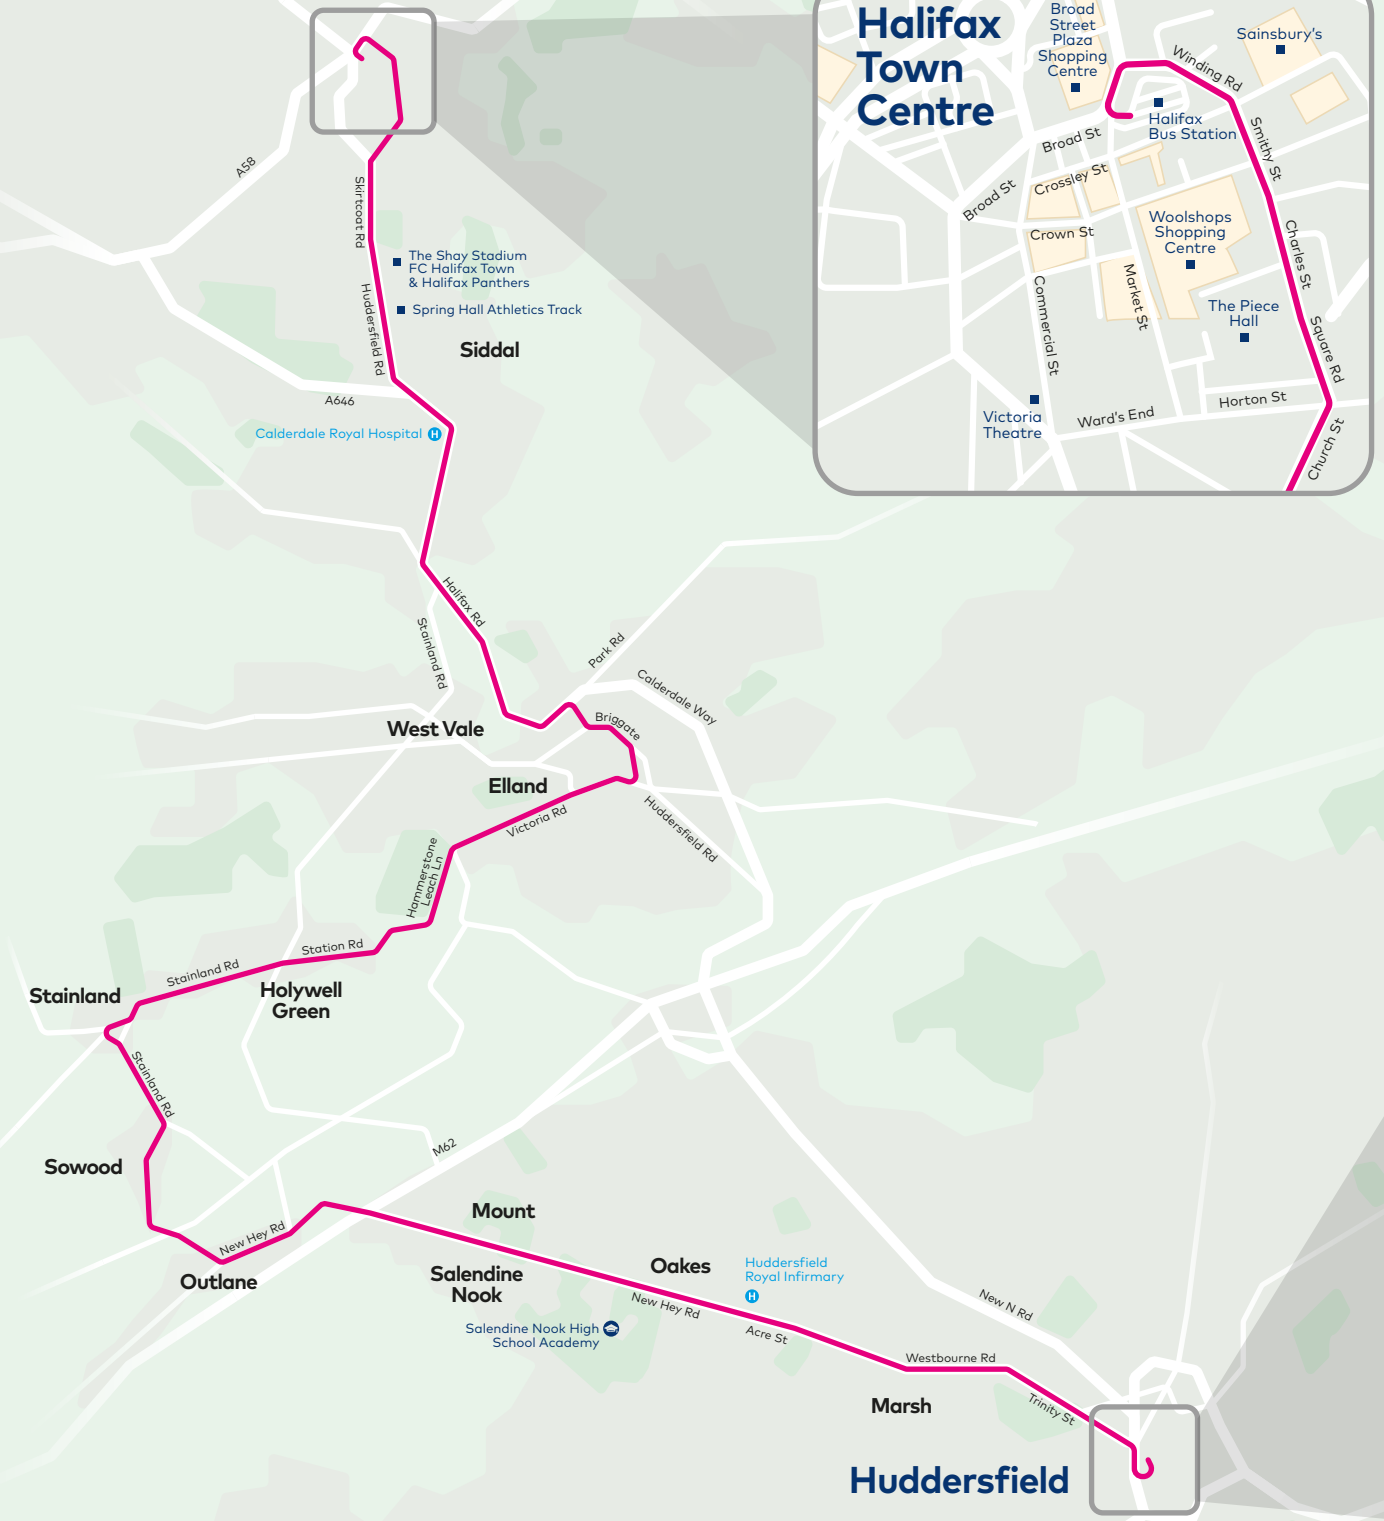 Halifax
Town
Centre
Broad
Street
Plaza
Shopping
Centre
Sainsbury's
Winding Rd
Halifax
Bus Station
Broad St
Smithy St
Crossley St
Broad St
Woolshops
Shopping
Centre
Crown St
Charles St
Market St
Commercial St
The Piece
Hall
Square Rd
Victoria
Theatre
Ward's End
Horton St
Church St
A58
Skirtcoat Rd
The Shay Stadium
FC Halifax Town
& Halifax Panthers
Huddersfield Rd
Spring Hall Athletics Track
Siddal
A646
Calderdale Royal Hospital H
Halifax Rd
Stainland Rd
Park Rd
Calderdale Way
West Vale
Briggate
Elland
Victoria Rd
Huddersfield Rd
Hammerstone
Leach Ln
Station Rd
Stainland Rd
Stainland
Holywell
Green
Stainland Rd
M62
Sowood
Mount
New Hey Rd
Outlane
Salendine
Nook
Oakes
Huddersfield
Royal Infirmary
H
New Hey Rd
New N Rd
Salendine Nook High
School Academy
Acre St
Westbourne Rd
Marsh
Trinity St
Huddersfield